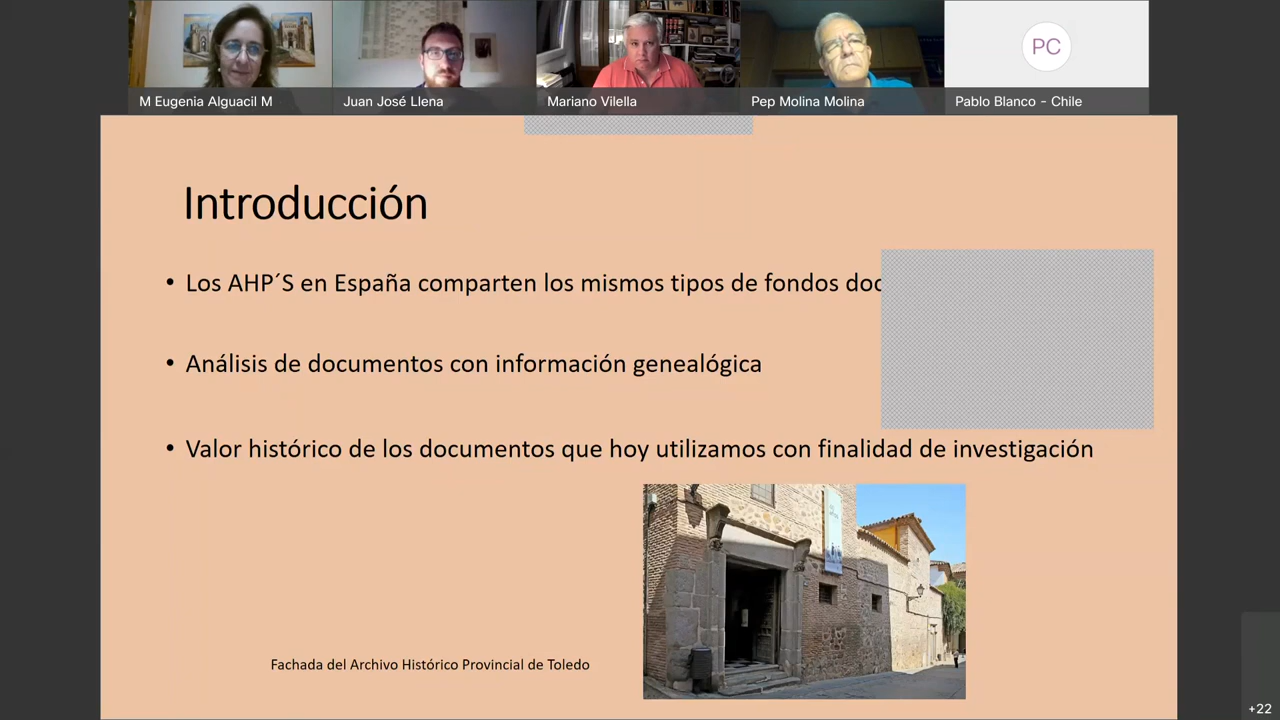 M Eugenia Alguacil M
Juan José Llena
Mariano Vilella
Pep Molina Molina
PC
Pablo Blanco - Chile
Introducción
• Los AHP´S en España comparten los mismos tipos de fondos doc
• Análisis de documentos con información genealógica
• Valor histórico de los documentos que hoy utilizamos con finalidad de investigación
Fachada del Archivo Histórico Provincial de Toledo
+22